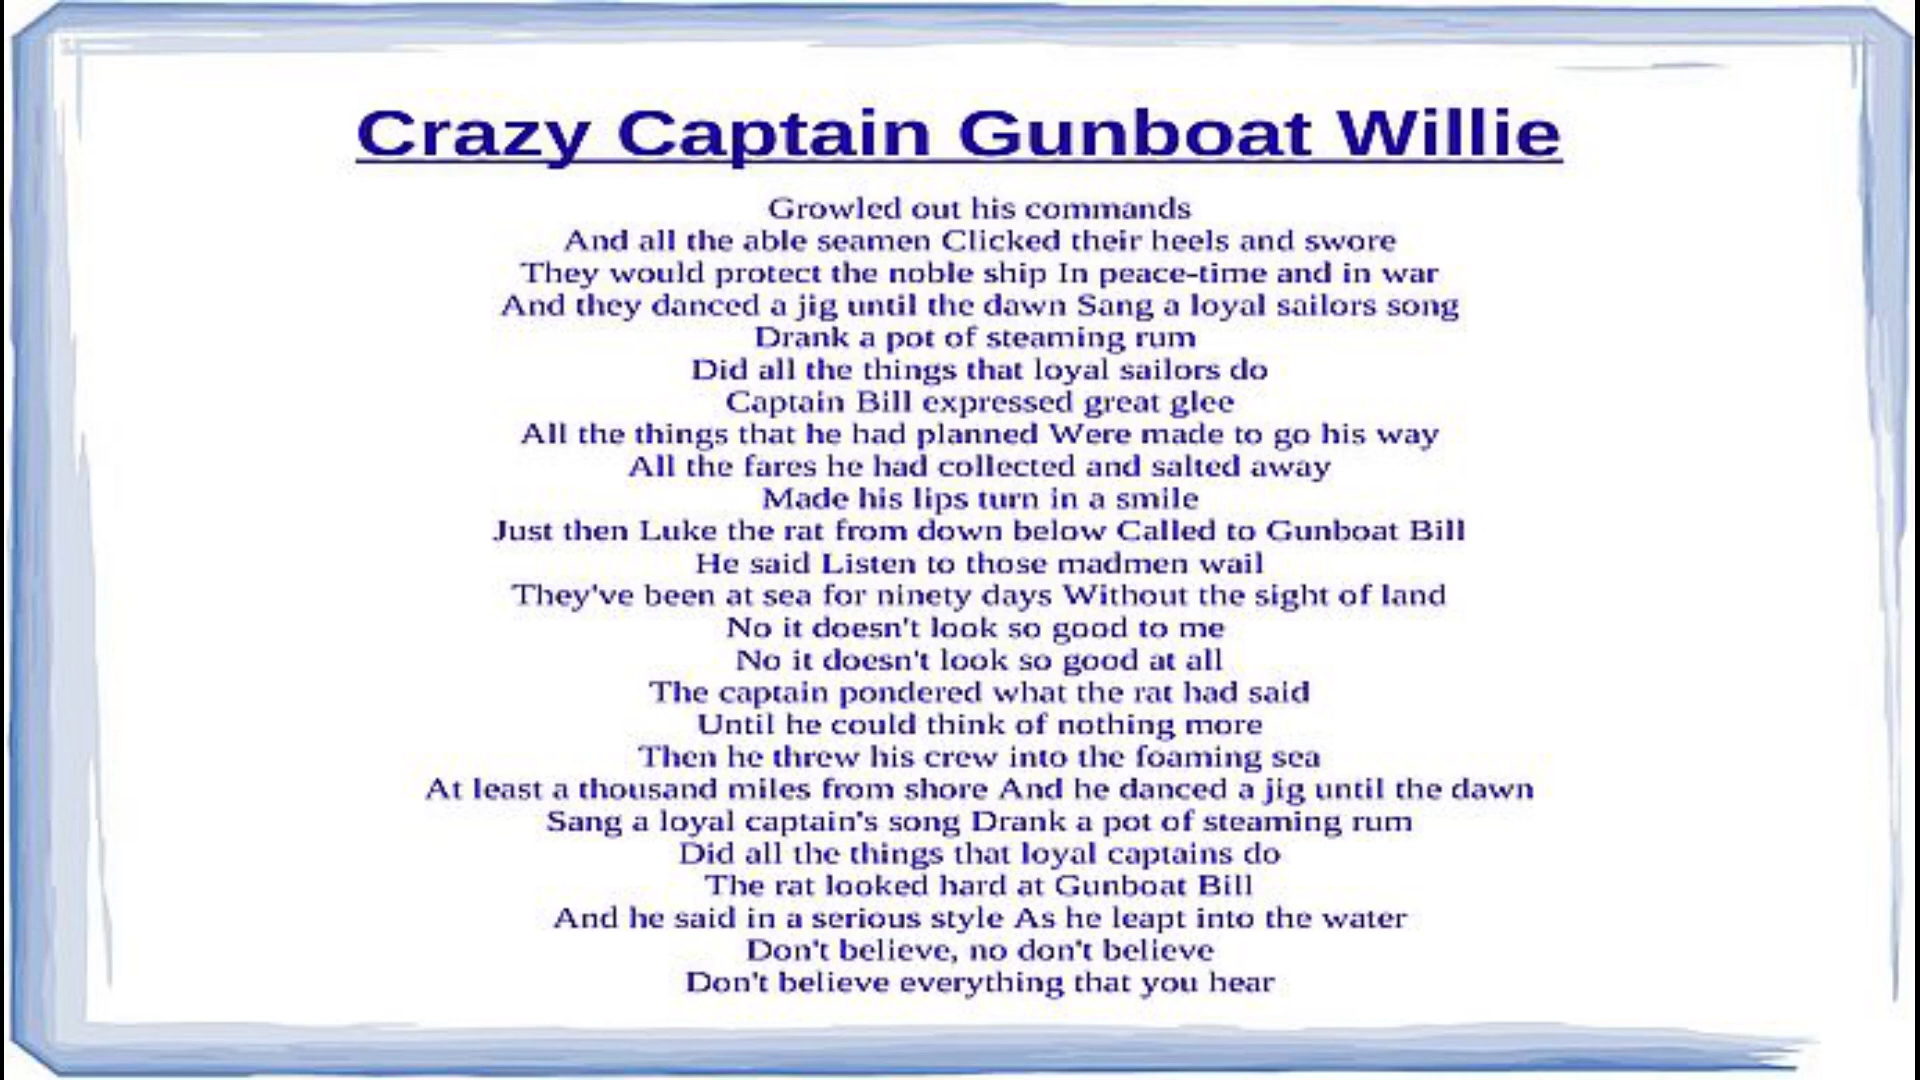 Crazy Captain Gunboat Willie
Growled out his commands
And all the able seamen Clicked their heels and swore
They would protect the noble ship In peace-time and in war
And they danced a jig until the dawn Sang a loyal sailors song
Drank a pot of steaming rum
Did all the things that loyal sailors do
Captain Bill expressed great glee
All the things that he had planned Were made to go his way
All the fares he had collected and salted away
Made his lips turn in a smile
Just then Luke the rat from down below Called to Gunboat Bill
He said Listen to those madmen wail
They've been at sea for ninety days Without the sight of land
No it doesn't look so good to me
No it doesn't look so good at all
The captain pondered what the rat had said
Until he could think of nothing more
Then he threw his crew into the foaming sea
At least a thousand miles from shore And he danced a jig until the dawn
Sang a loyal captain's song Drank a pot of steaming rum
Did all the things that loyal captains do
The rat looked hard at Gunboat Bill
And he said in a serious style As he leapt into the water
Don't believe, no don't believe
Don't believe everything that you hear